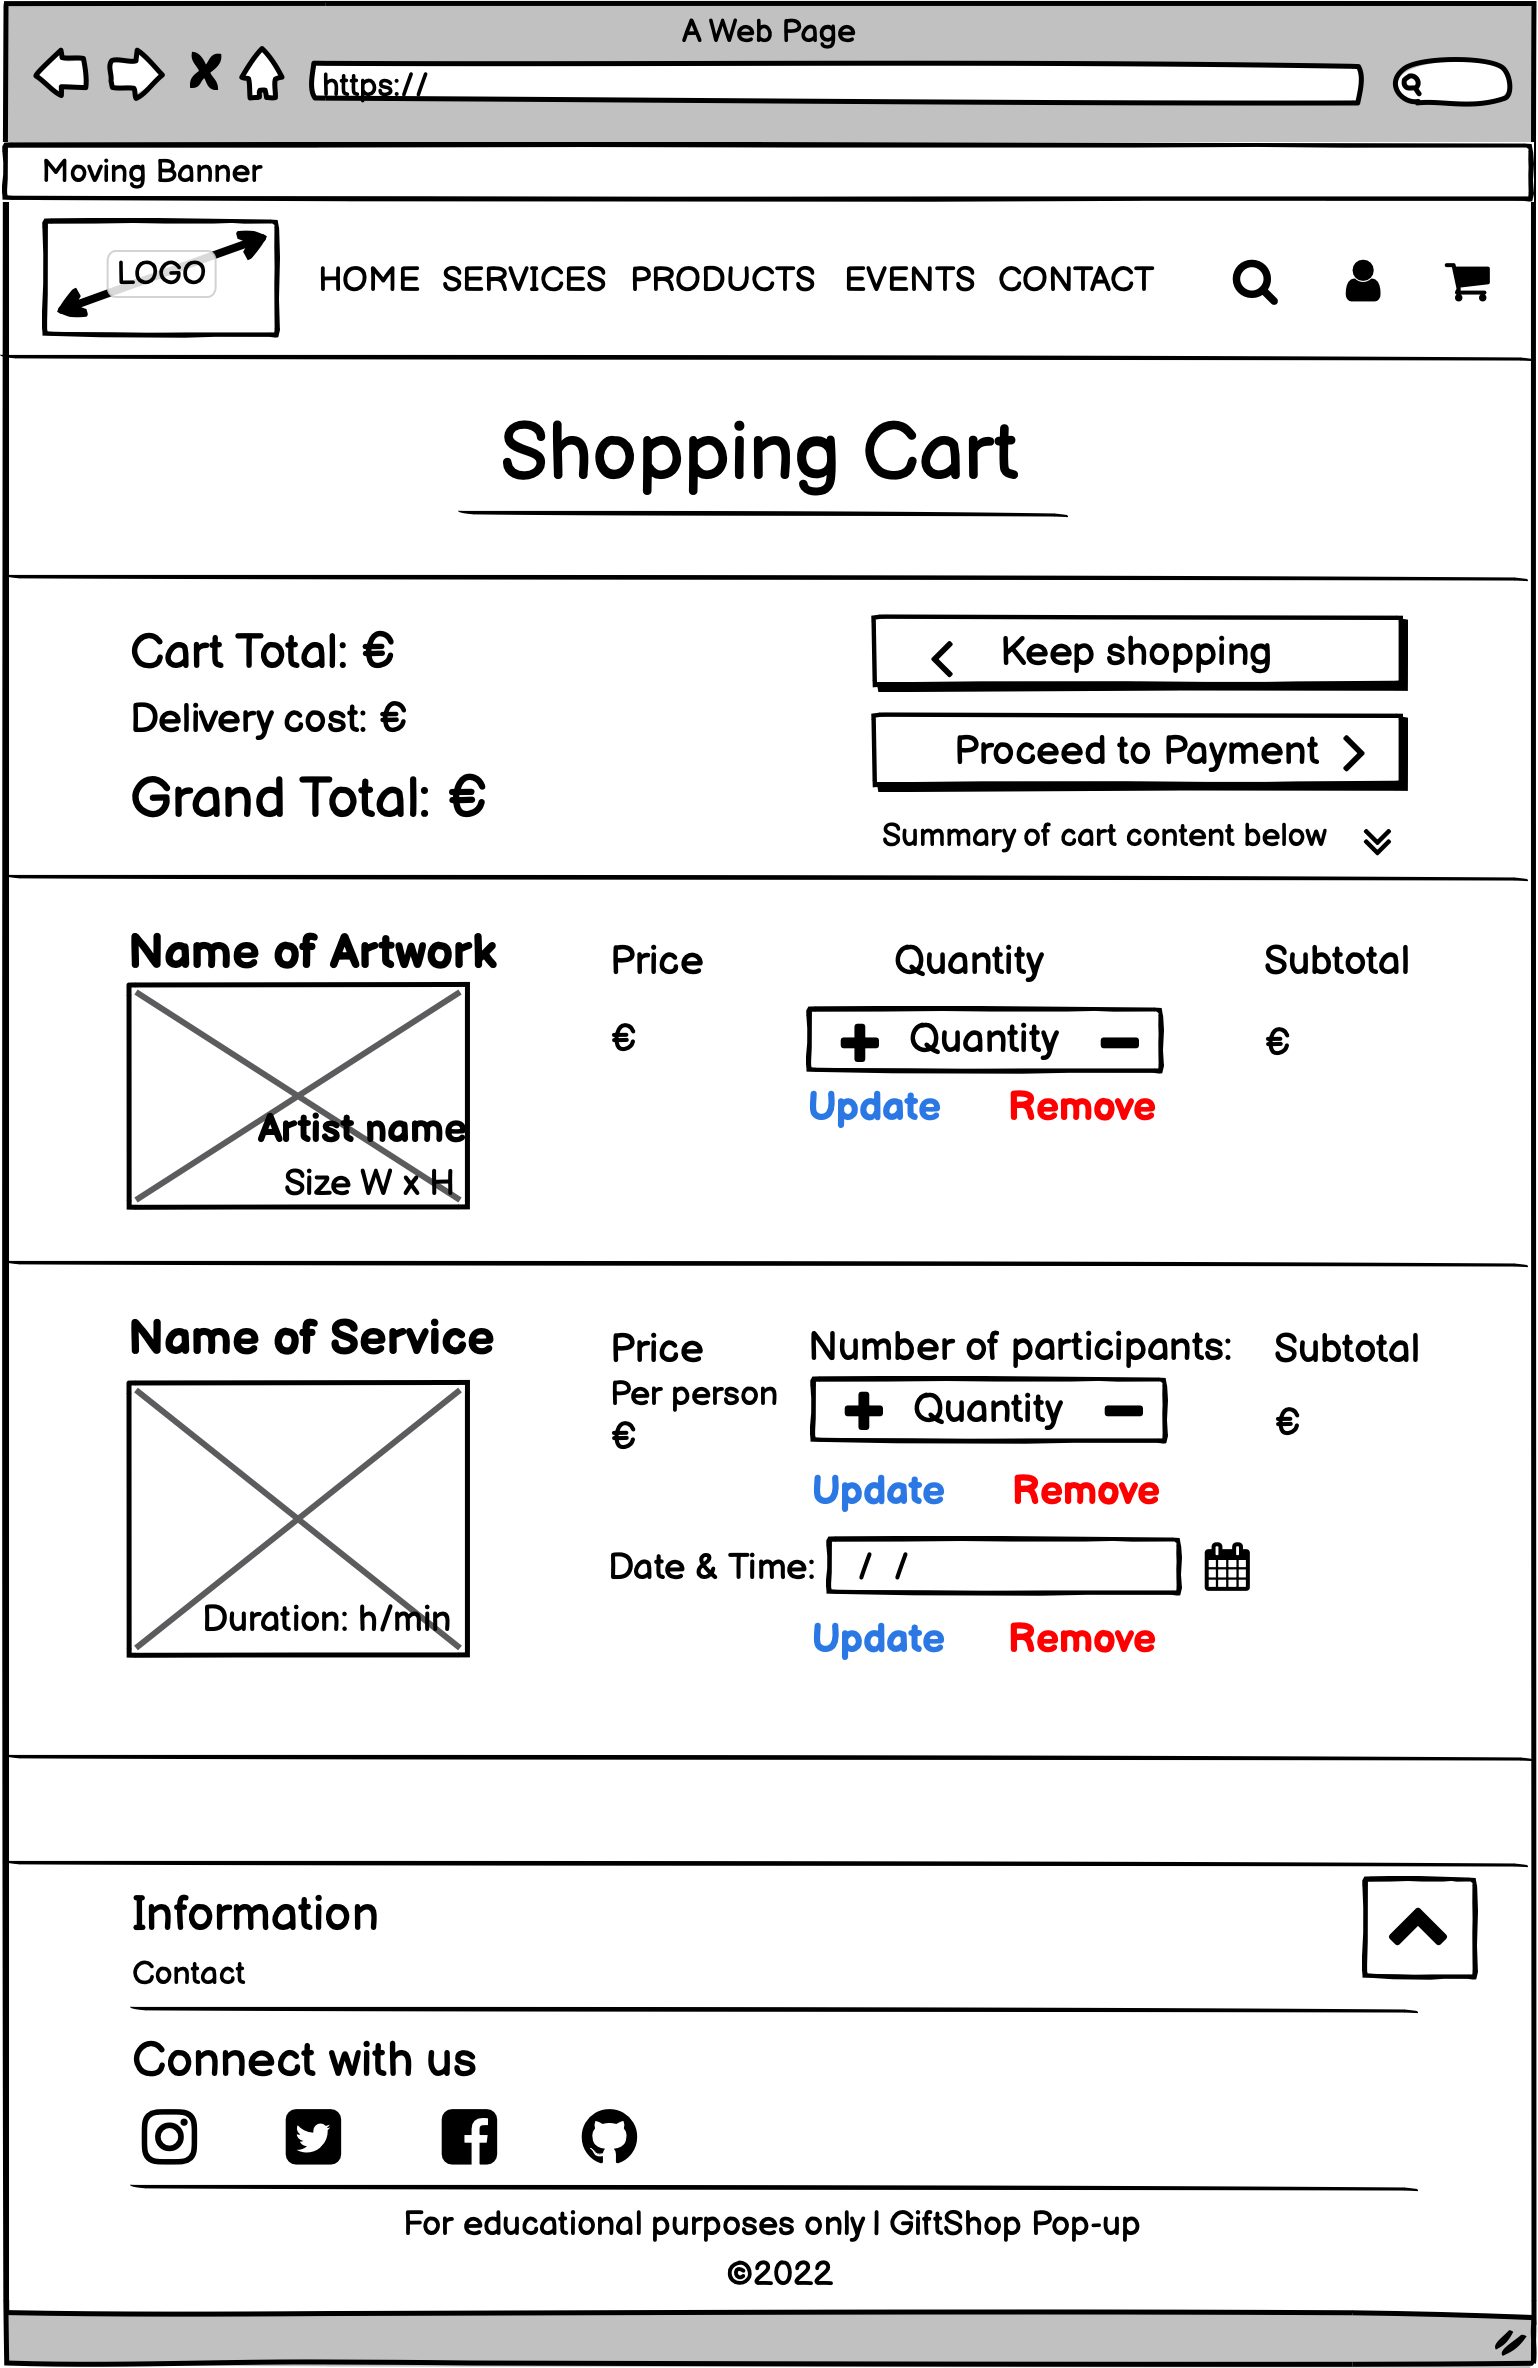 A Web Page
https://
Moving Banner
LOGO
HOME SERVICES PRODUCTS EVENTS CONTACT
Shopping Cart
Cart Total: €
Delivery cost: €
Grand Total: €
Keep shopping
Proceed to Payment
Summary of cart content below
Name of Artwork
Artist name
Size W x H
Price
€
Quantity
Quantity
Update Remove
Subtotal
€
Name of Service
Duration: h/min
Price
Per person
€
Number of participants:
Quantity
Update Remove
Subtotal
€
Date & Time: / /
Update Remove
Information
Contact
Connect with us
For educational purposes only | GiftShop Pop-up
©2022